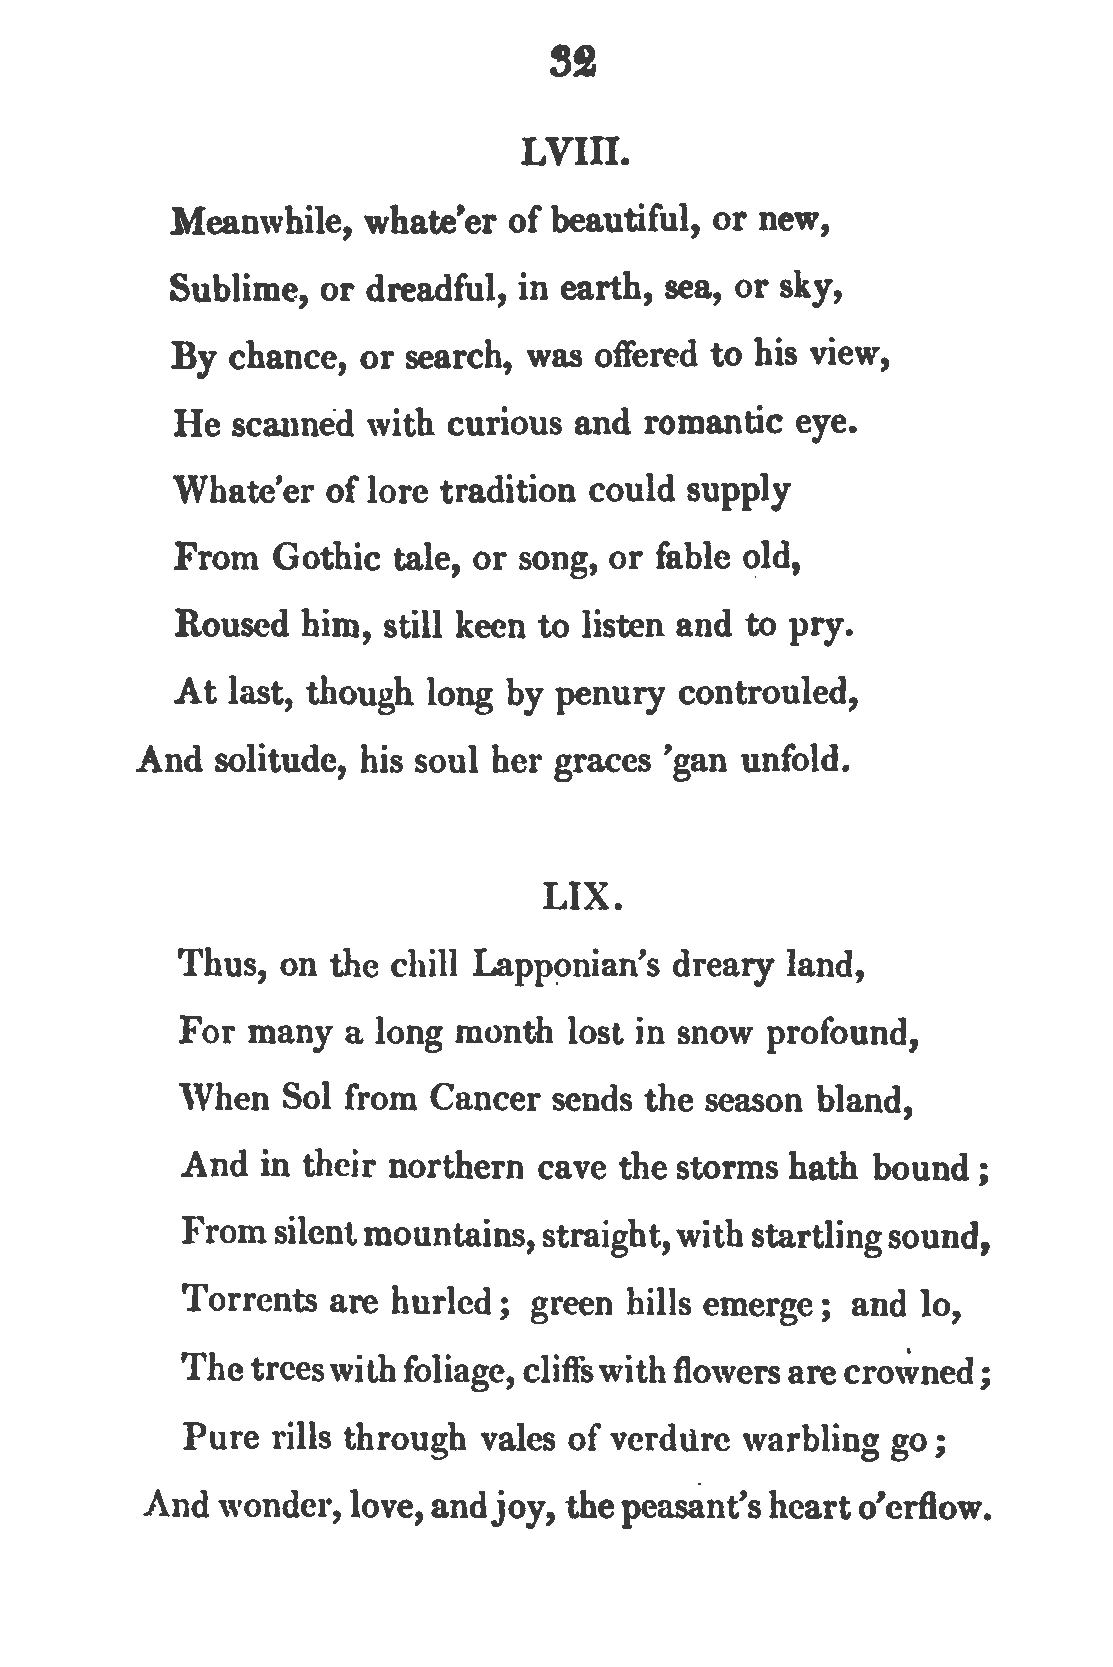 32
LVIII.
Meanwhile, whate'er of beautiful, or new,
Sublime, or dreadful, in earth, sea, or sky,
By chance, or search, was offered to his view,
He scanned with curious and romantic eye.
Whate'er of lore tradition could supply
From Gothic tale, or song, or fable old,
Roused him, still keen to listen and to pry.
At last, though long by penury controuled,
And solitude, his soul her graces 'gan unfold.
LIX.
Thus, on the chill Lapponian's dreary land,
For many a long month lost in snow profound,
When Sol from Cancer sends the season bland,
And in their northern cave the storms hath bound;
From silent mountains, straight, with startling sound,
Torrents are hurled; green hills emerge; and lo,
The trees with foliage, cliffs with flowers are crowned;
Pure rills through vales of verdure warbling go;
And wonder, love, and joy, the peasant's heart o'erflow.